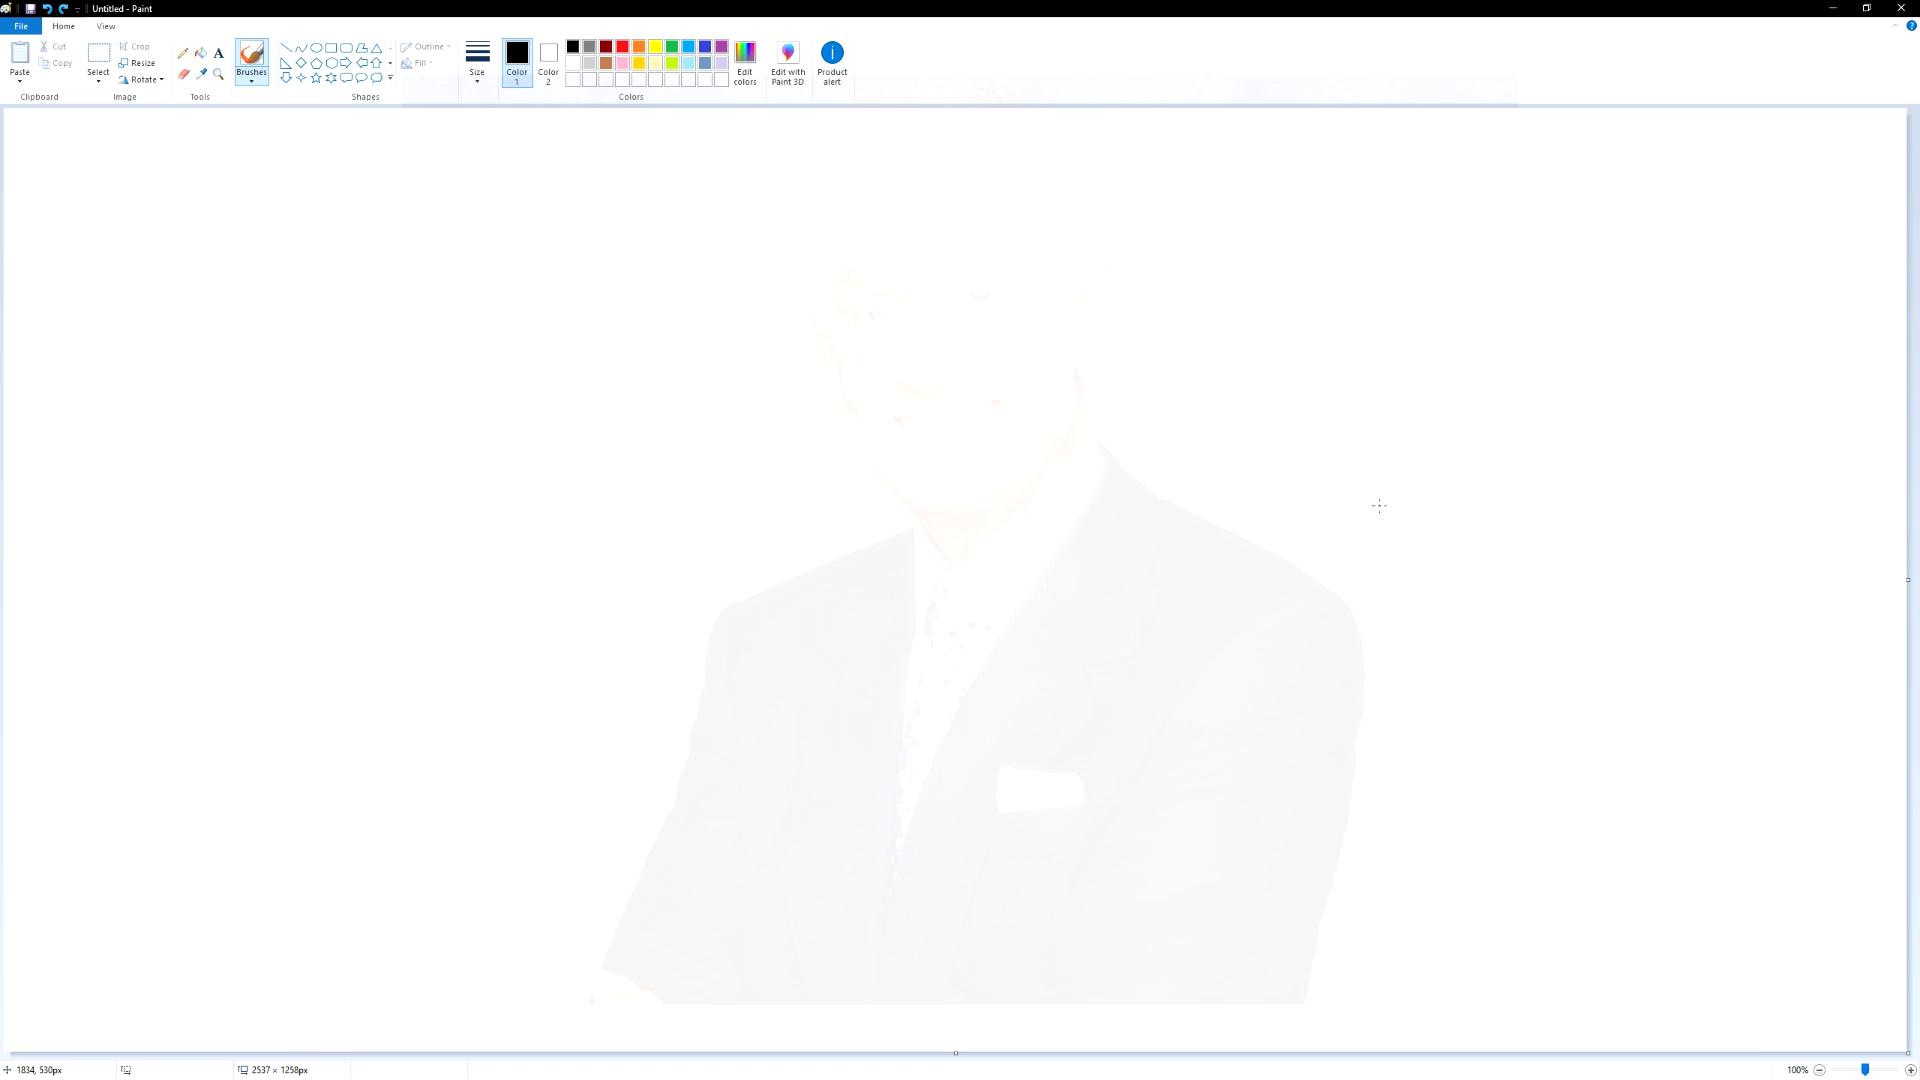 Untitled - Paint
File Home View
Paste
Cut
Copy
Clipboard
Select
Crop
Resize
Rotate
Image
Tools
Brushes
Shapes
Outline
Fill
Size
Color 1
Color 2
Colors
Edit colors
Edit with Paint 3D
Product alert
1834, 530px
2537 × 1258px
100%